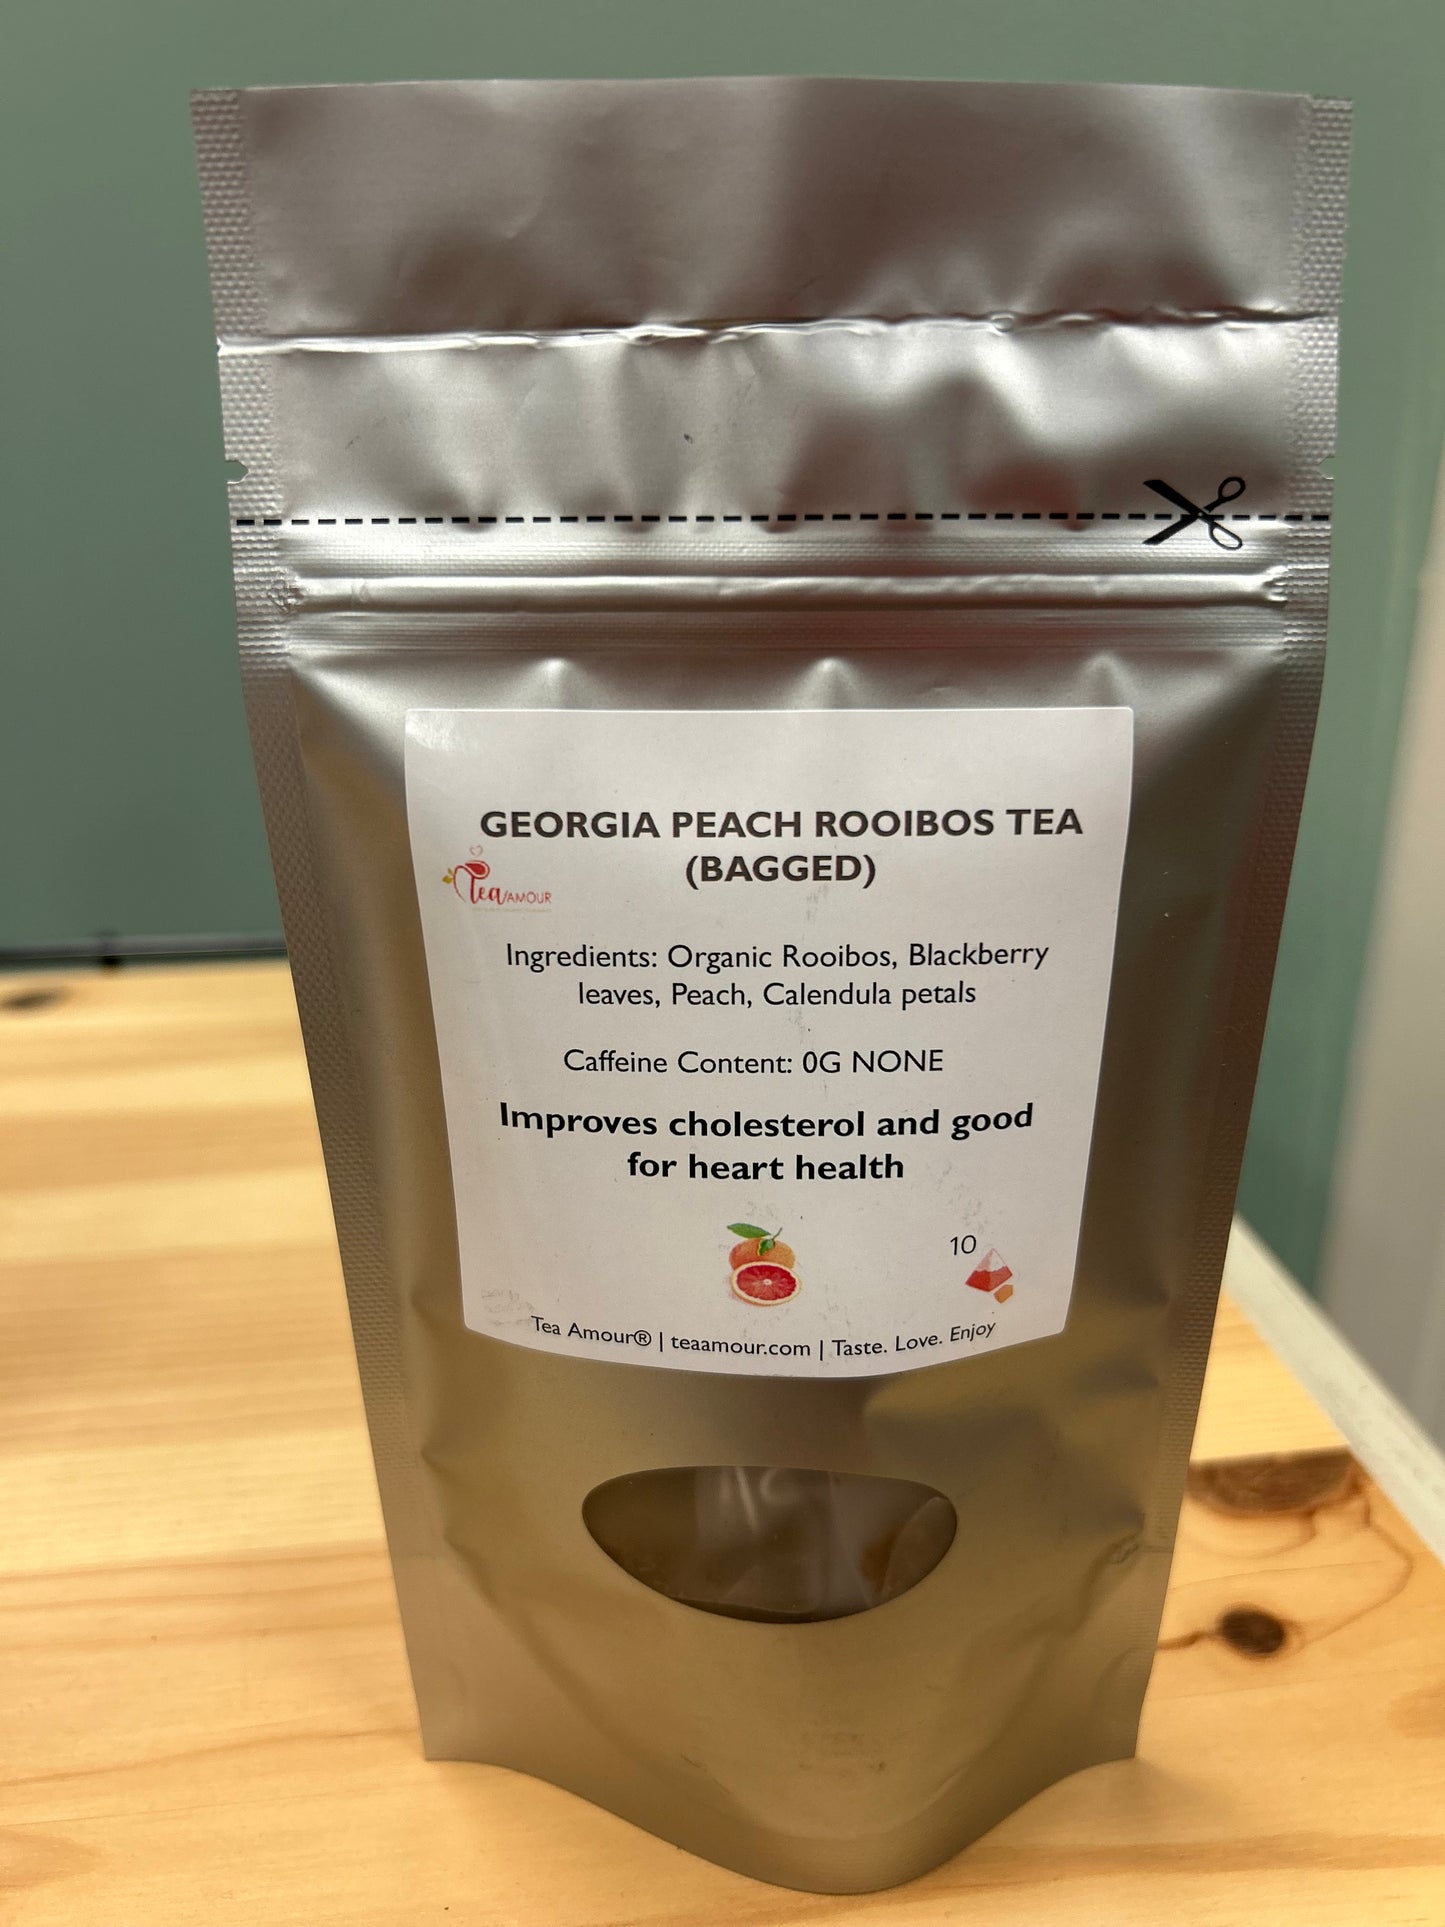 GEORGIA PEACH ROOIBOS TEA
(BAGGED)
Tea AMOUR
Ingredients: Organic Rooibos, Blackberry
leaves, Peach, Calendula petals
Caffeine Content: 0G NONE
Improves cholesterol and good
for heart health
10
Tea Amour® | teaamour.com | Taste. Love. Enjoy